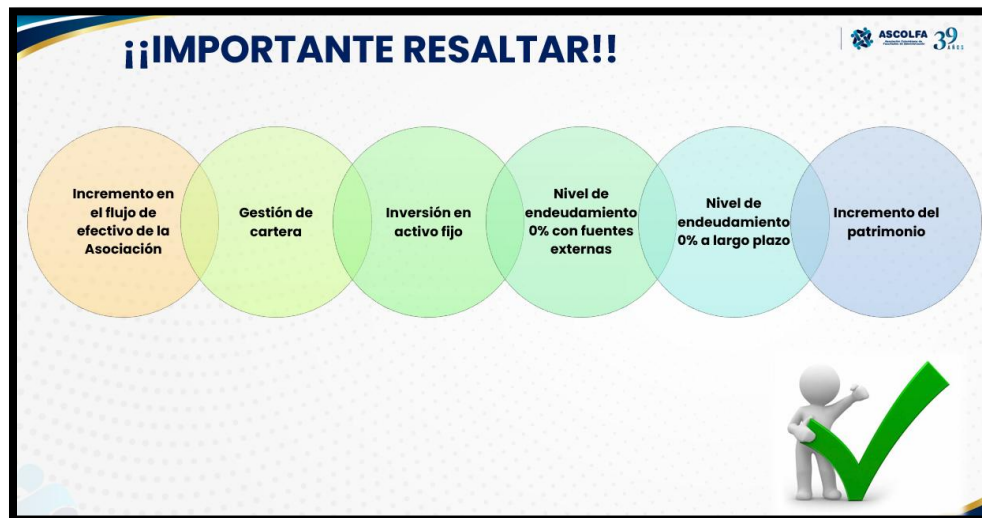 ¡¡IMPORTANTE RESALTAR!!
ASCOLFA
39
AÑOS
Incremento en
el flujo de
efectivo de la
Asociación
Gestión de
cartera
Inversión en
activo fijo
Nivel de
endeudamiento
0% con fuentes
externas
Nivel de
endeudamiento
0% a largo plazo
Incremento del
patrimonio